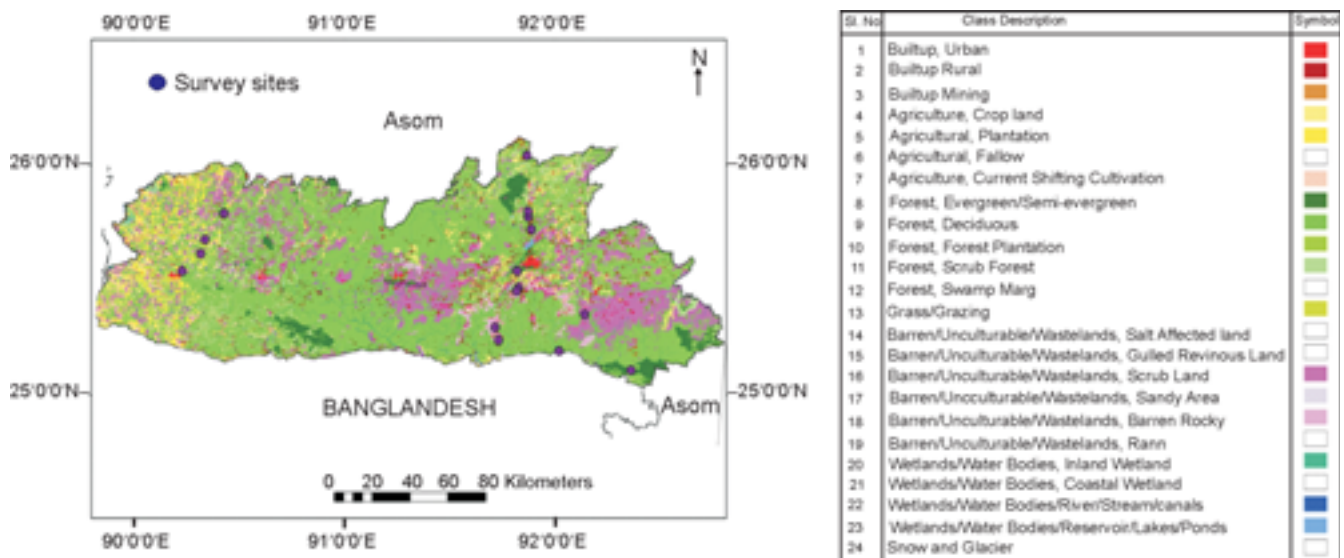 90'0'0"E 91'0'0"E 92'0'0"E
N
Survey sites
Asom
26'0'0"N 26'0'0"N
25'0'0"N 25'0'0"N
BANGLANDESH
Asom
0 20 40 60 80 Kilometers
90'0'0"E 91'0'0"E 92'0'0"E
Sl. No Class Description Symbol
1 Builtup, Urban
2 Builtup Rural
3 Builtup Mining
4 Agriculture, Crop land
5 Agricultural, Plantation
6 Agricultural, Fallow
7 Agriculture, Current Shifting Cultivation
8 Forest, Evergreen/Semi-evergreen
9 Forest, Deciduous
10 Forest, Forest Plantation
11 Forest, Scrub Forest
12 Forest, Swamp Marg
13 Grass/Grazing
14 Barren/Unculturable/Wastelands, Salt Affected land
15 Barren/Unculturable/Wastelands, Gulled Revinous Land
16 Barren/Unculturable/Wastelands, Scrub Land
17 Barren/Uncculturable/Wastelands, Sandy Area
18 Barren/Unculturable/Wastelands, Barren Rocky
19 Barren/Unculturable/Wastelands, Rann
20 Wetlands/Water Bodies, Inland Wetland
21 Wetlands/Water Bodies, Coastal Wetland
22 Wetlands/Water Bodies/River/Stream/canals
23 Wetlands/Water Bodies/Reservoir/Lakes/Ponds
24 Snow and Glacier